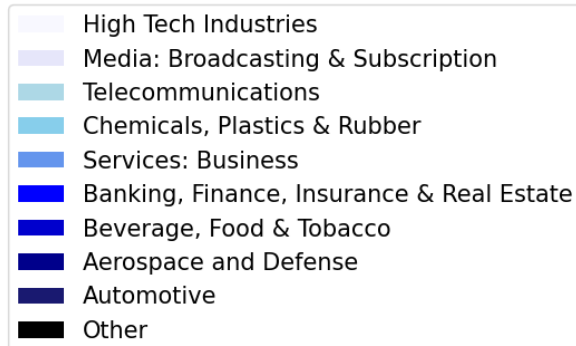 High Tech Industries
Media: Broadcasting & Subscription
Telecommunications
Chemicals, Plastics & Rubber
Services: Business
Banking, Finance, Insurance & Real Estate
Beverage, Food & Tobacco
Aerospace and Defense
Automotive
Other